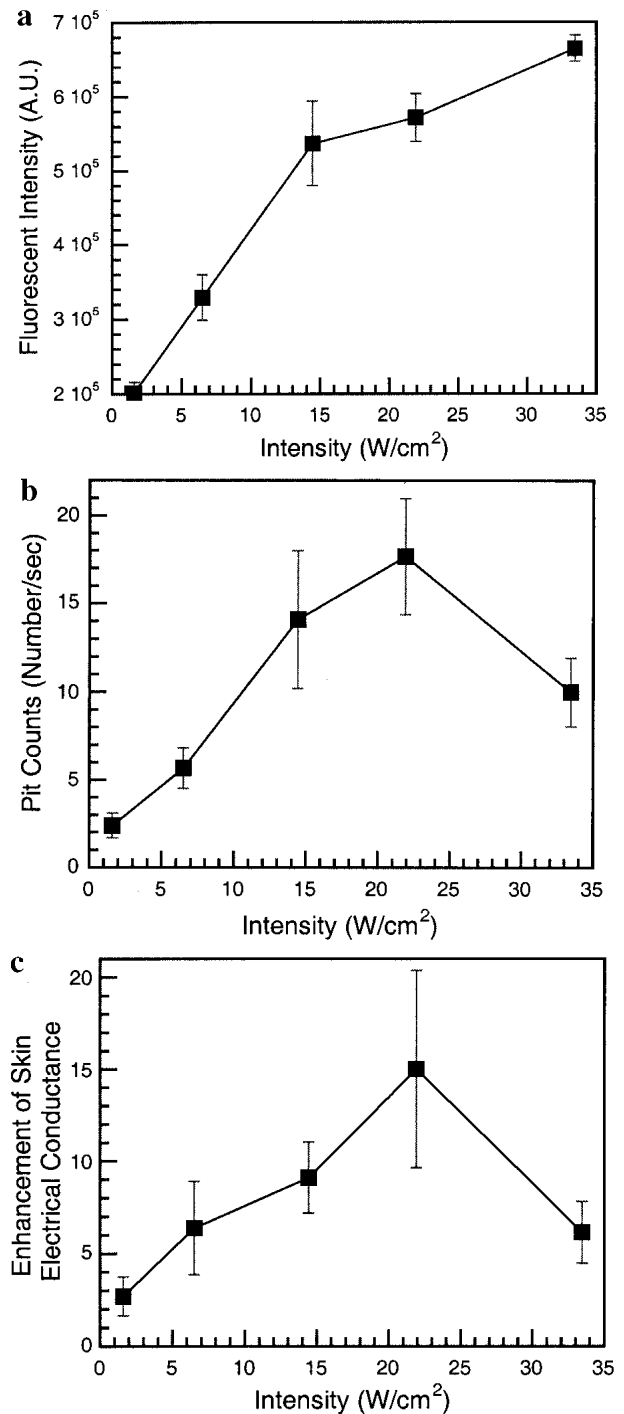 a
Fluorescent Intensity (A.U.)
7 10⁵
6 10⁵
5 10⁵
4 10⁵
3 10⁵
2 10⁵
0 5 10 15 20 25 30 35
Intensity (W/cm²)
b
Pit Counts (Number/sec)
20
15
10
5
0
0 5 10 15 20 25 30 35
Intensity (W/cm²)
c
Enhancement of Skin
Electrical Conductance
20
15
10
5
0
0 5 10 15 20 25 30 35
Intensity (W/cm²)